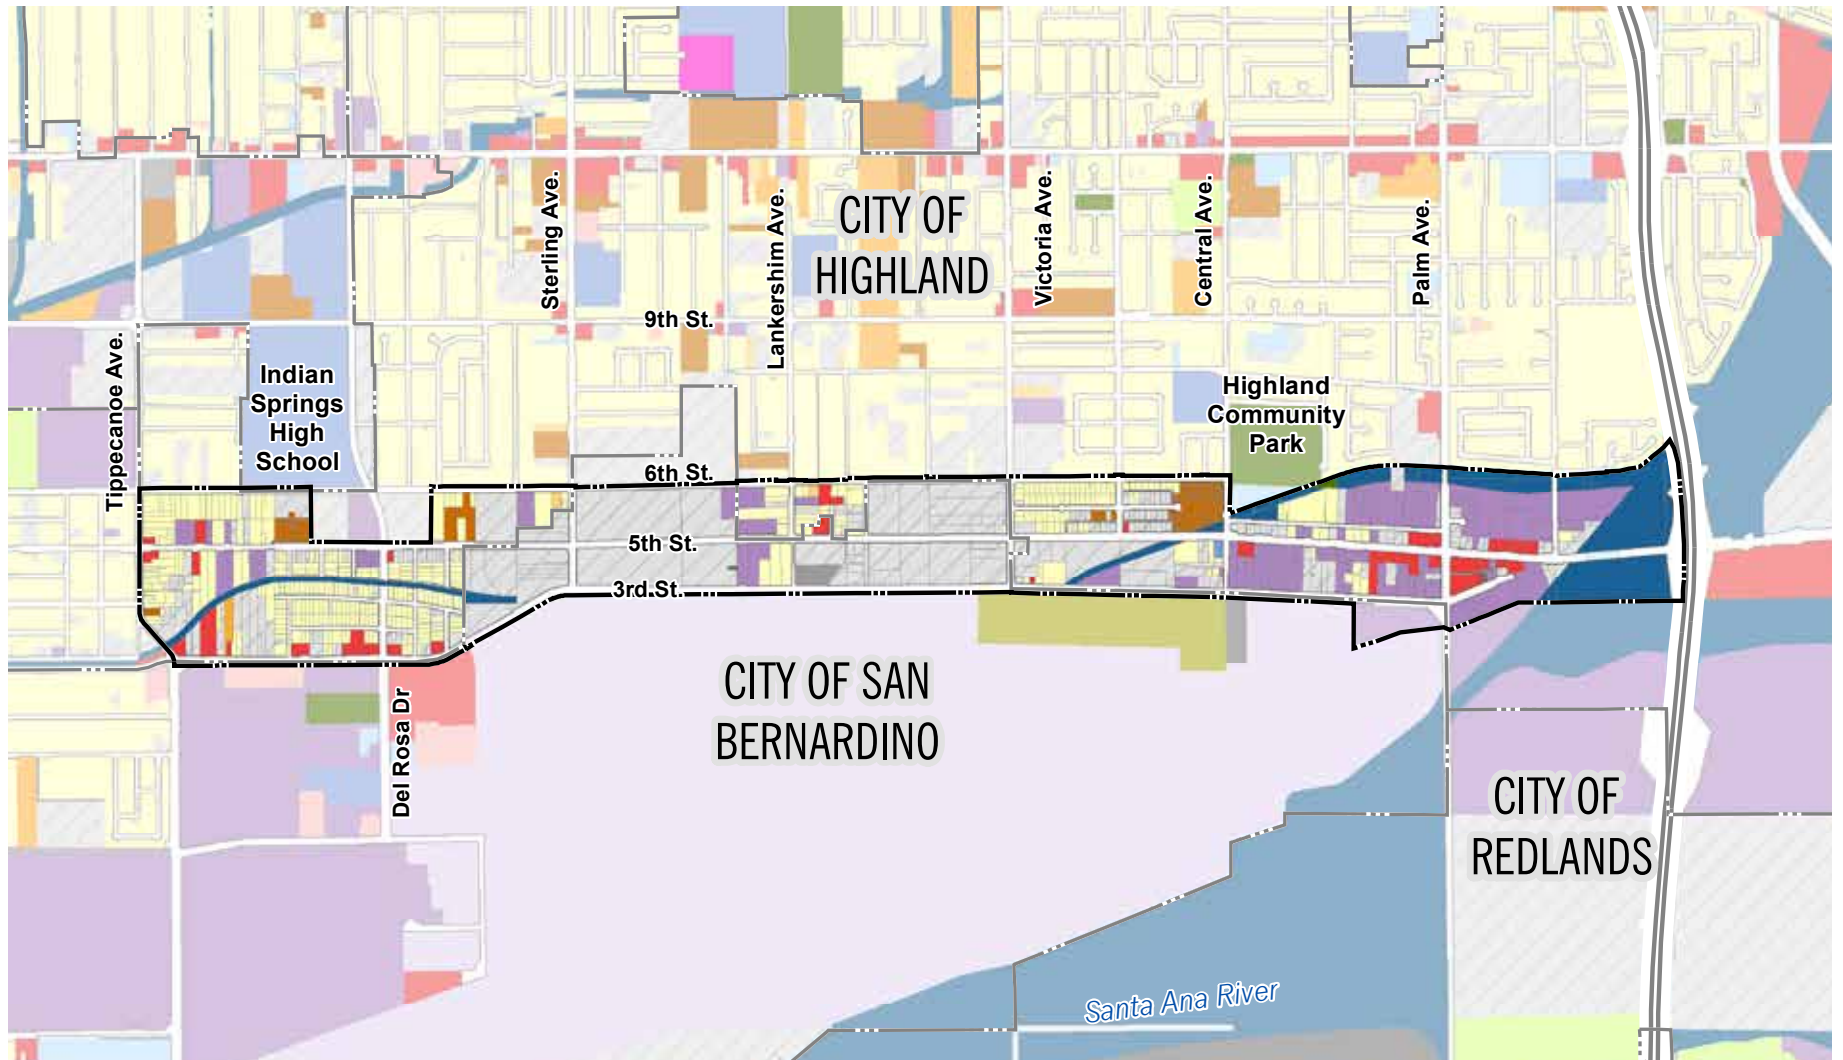 CITY OF
HIGHLAND
Sterling Ave.
Lankershim Ave.
Victoria Ave.
Central Ave.
Palm Ave.
9th St.
Tippecanoe Ave.
Indian
Springs
High
School
Highland
Community
Park
6th St.
5th St.
3rd St.
CITY OF SAN
BERNARDINO
Del Rosa Dr
CITY OF
REDLANDS
Santa Ana River